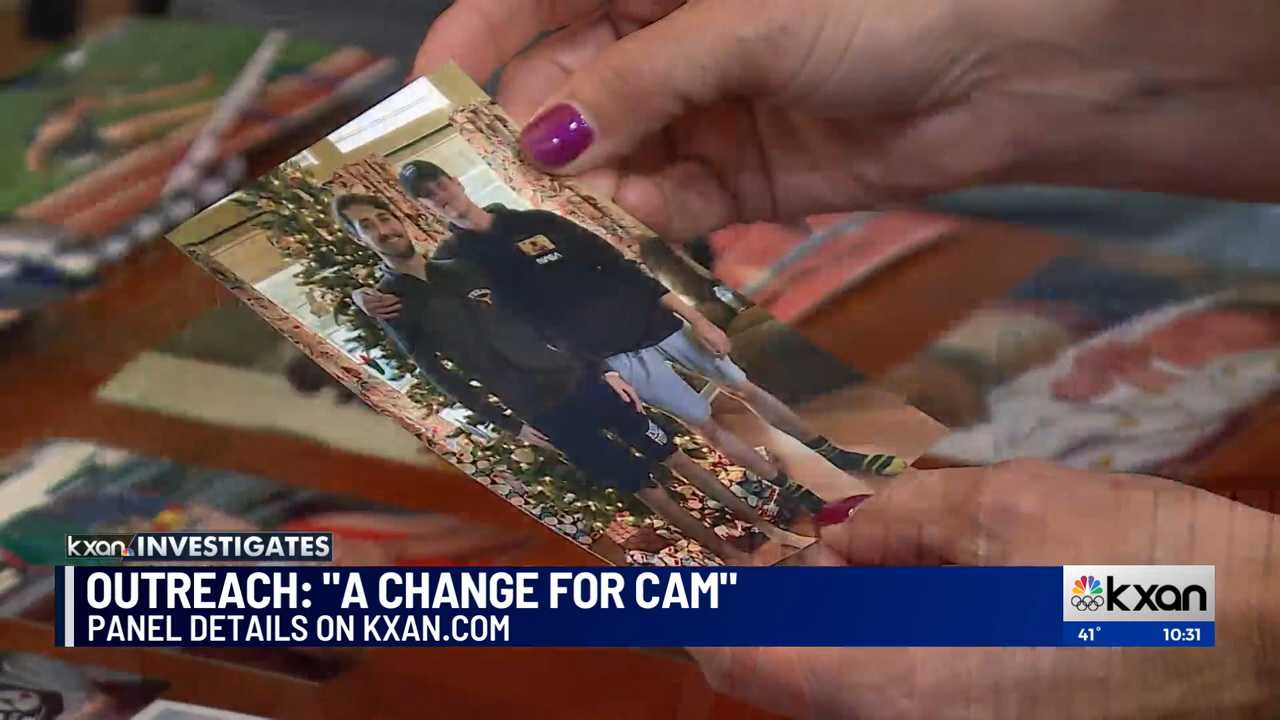 NASA
kxan INVESTIGATES
OUTREACH: "A CHANGE FOR CAM"
PANEL DETAILS ON KXAN.COM
kxan
41° 10:31